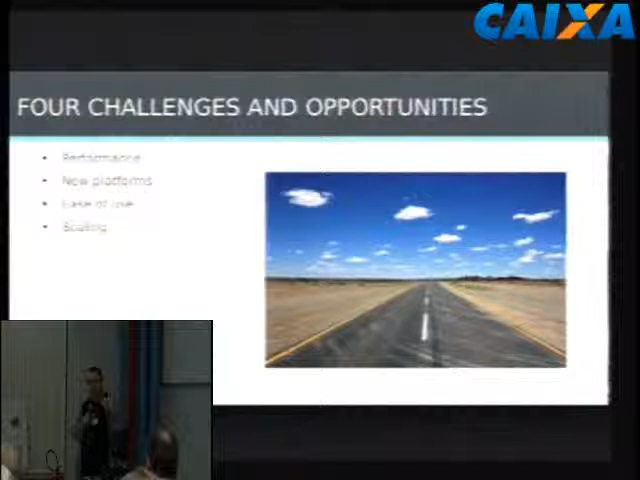 CAIXA
FOUR CHALLENGES AND OPPORTUNITIES
• Performance
• New platforms
• Ease of use
• Scaling